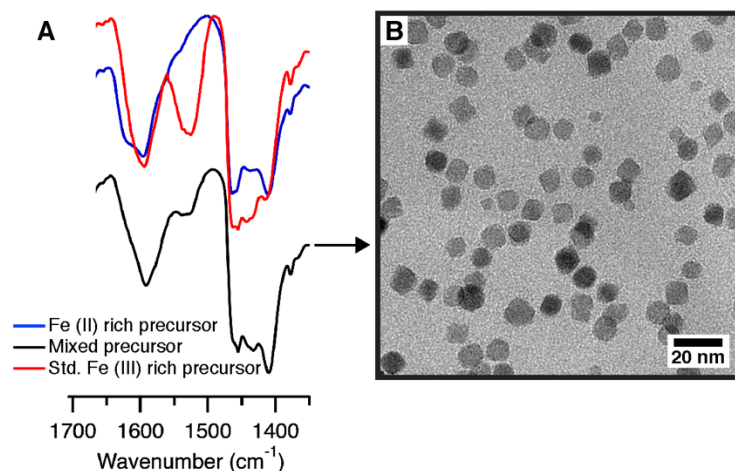 A
B
Fe (II) rich precursor
Mixed precursor
Std. Fe (III) rich precursor
20 nm
1700 1600 1500 1400
Wavenumber (cm⁻¹)